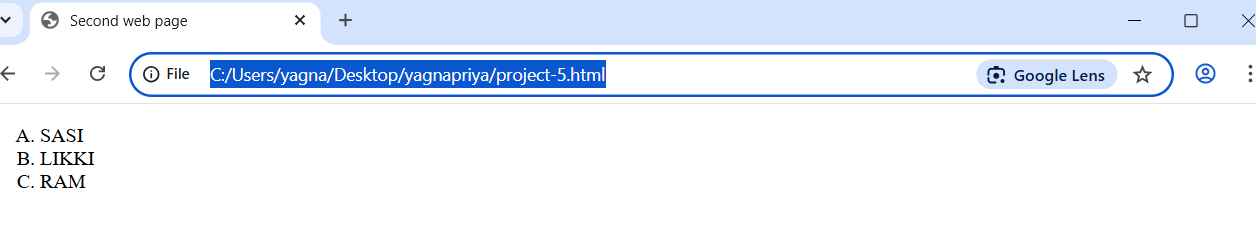 Second web page
File C:/Users/yagna/Desktop/yagnapriya/project-5.html Google Lens
A. SASI
B. LIKKI
C. RAM